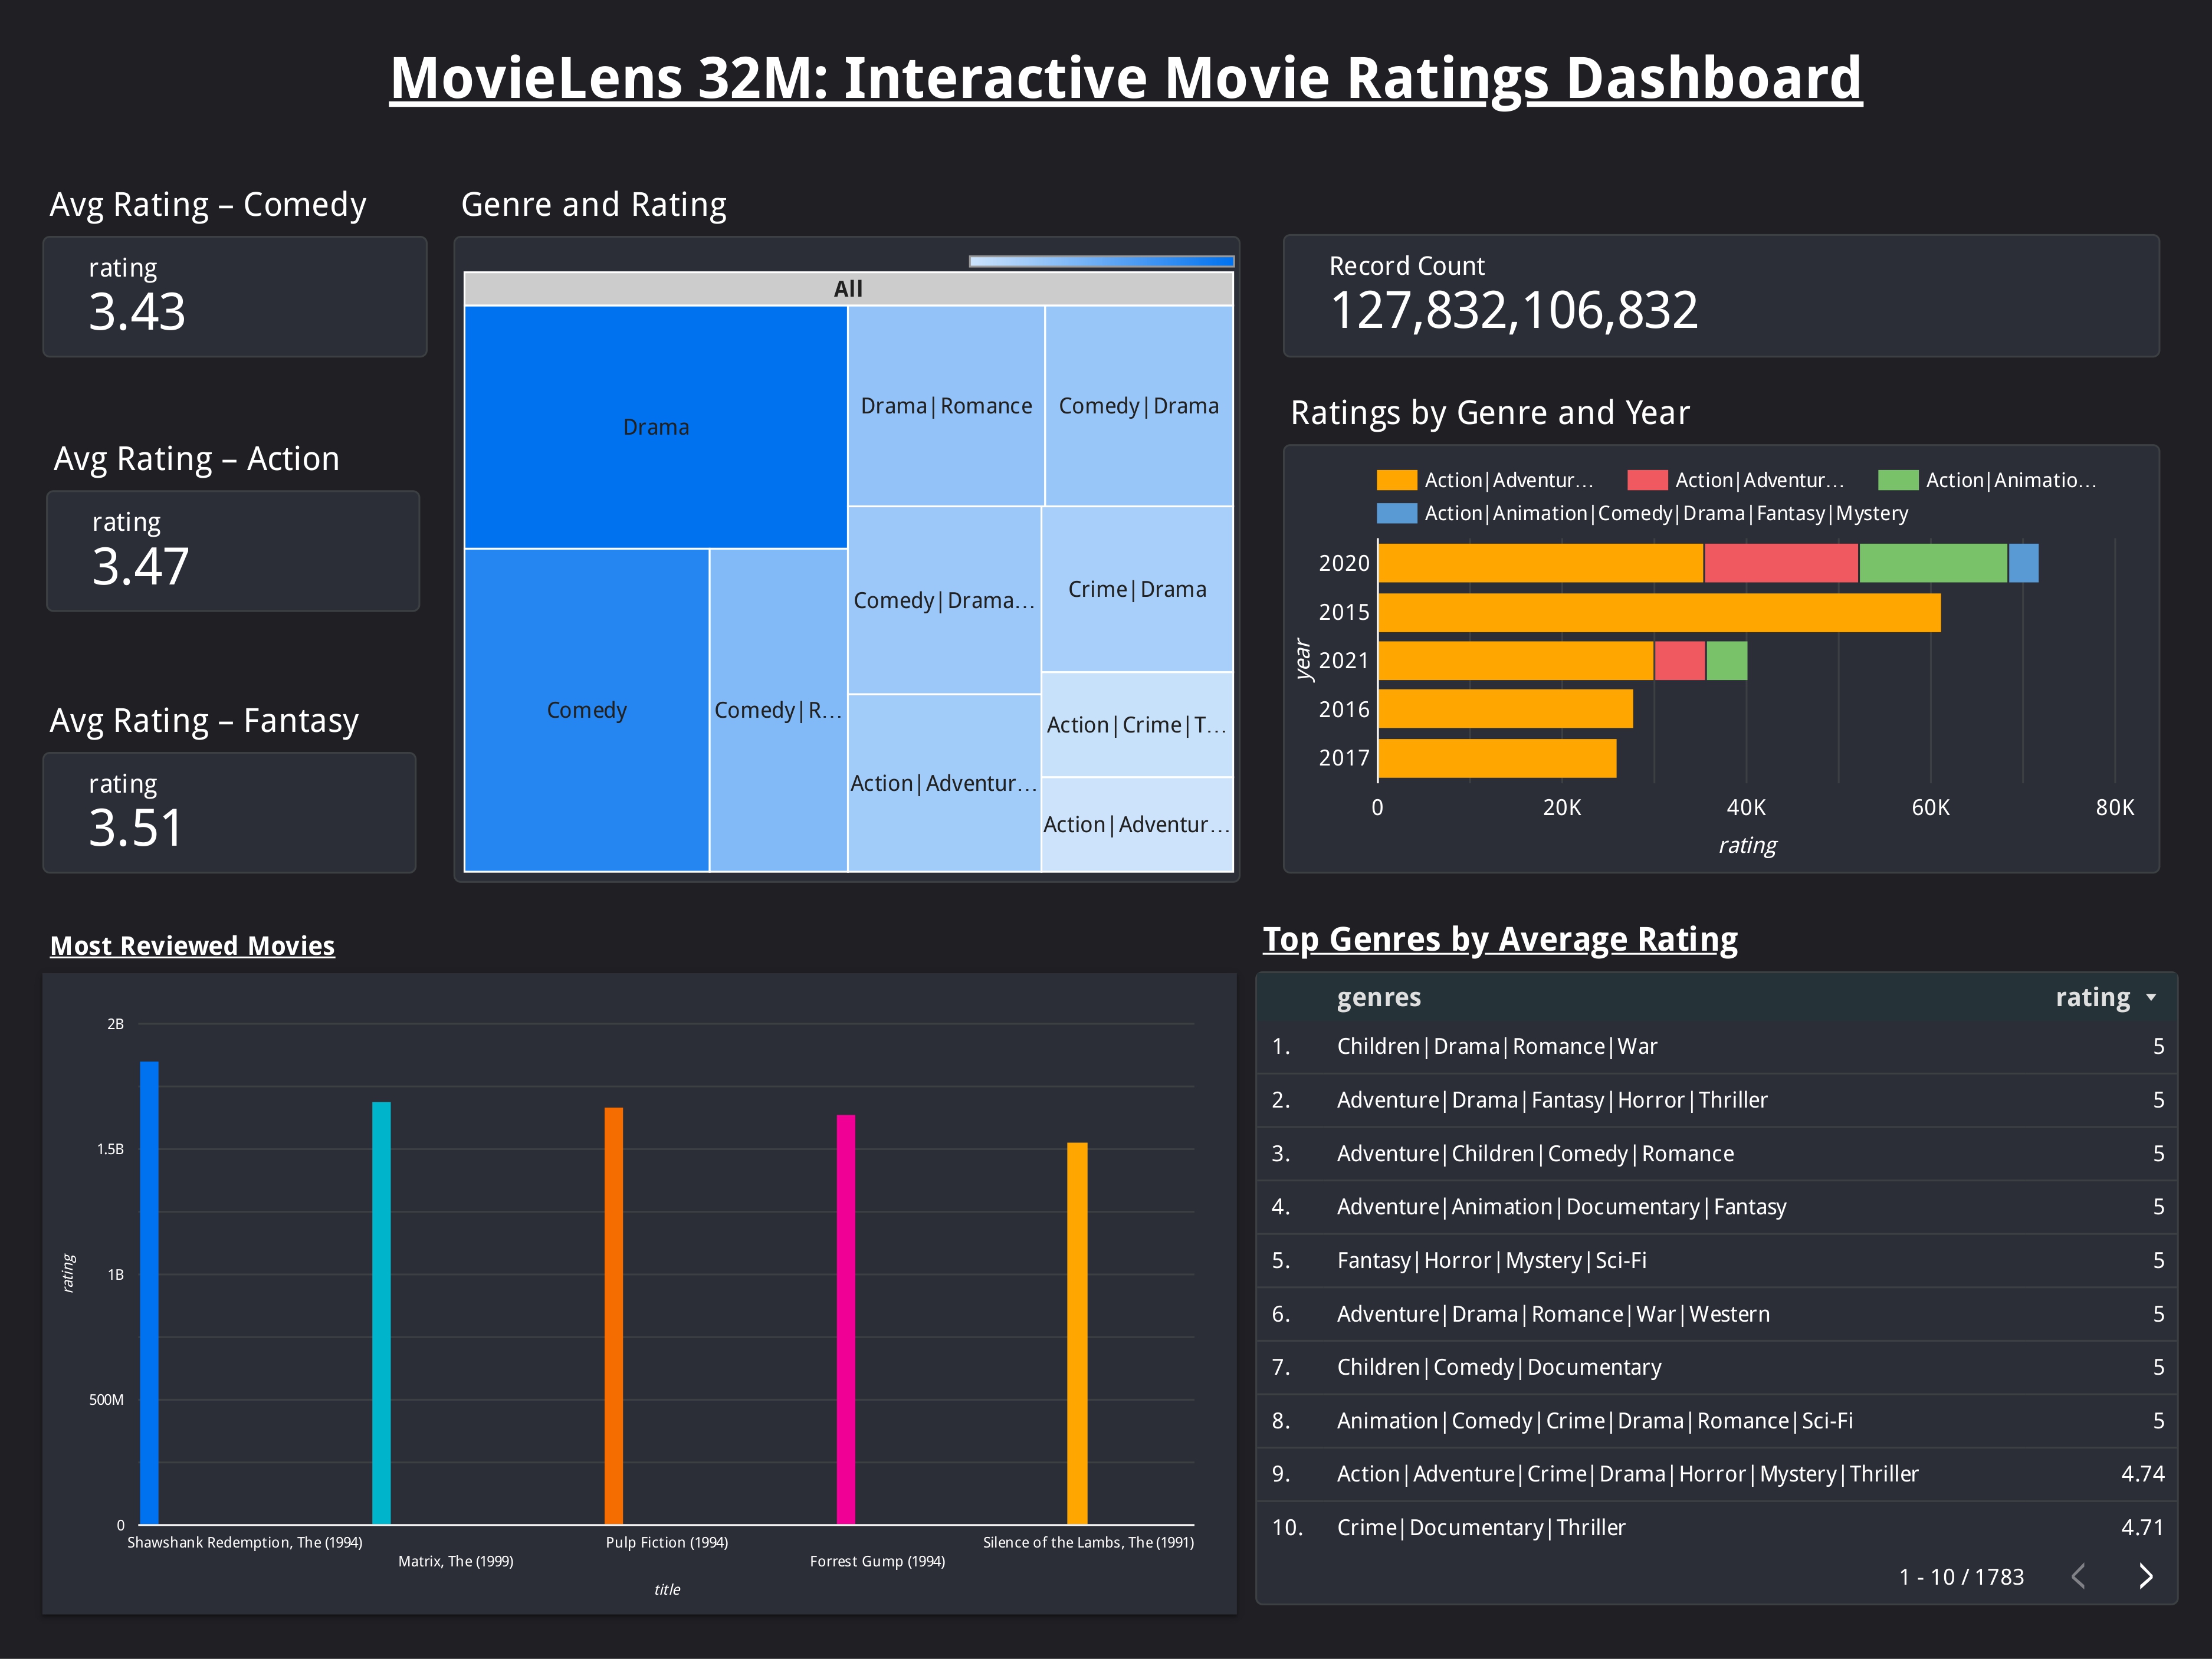 MovieLens 32M: Interactive Movie Ratings Dashboard
Avg Rating – Comedy
rating
3.43
Avg Rating – Action
rating
3.47
Avg Rating – Fantasy
rating
3.51
Genre and Rating
All
Drama
Drama|Romance
Comedy|Drama
Comedy
Comedy|R...
Comedy|Drama...
Crime|Drama
Action|Crime|T...
Action|Adventur...
Action|Adventur...
Record Count
127,832,106,832
Ratings by Genre and Year
Action|Adventur...
Action|Adventur...
Action|Animatio...
Action|Animation|Comedy|Drama|Fantasy|Mystery
year
2020
2015
2021
2016
2017
0 20K 40K 60K 80K
rating
Most Reviewed Movies
2B
1.5B
1B
500M
0
rating
Shawshank Redemption, The (1994)
Matrix, The (1999)
Pulp Fiction (1994)
Forrest Gump (1994)
Silence of the Lambs, The (1991)
title
Top Genres by Average Rating
genres rating
1. Children|Drama|Romance|War 5
2. Adventure|Drama|Fantasy|Horror|Thriller 5
3. Adventure|Children|Comedy|Romance 5
4. Adventure|Animation|Documentary|Fantasy 5
5. Fantasy|Horror|Mystery|Sci-Fi 5
6. Adventure|Drama|Romance|War|Western 5
7. Children|Comedy|Documentary 5
8. Animation|Comedy|Crime|Drama|Romance|Sci-Fi 5
9. Action|Adventure|Crime|Drama|Horror|Mystery|Thriller 4.74
10. Crime|Documentary|Thriller 4.71
1 - 10 / 1783